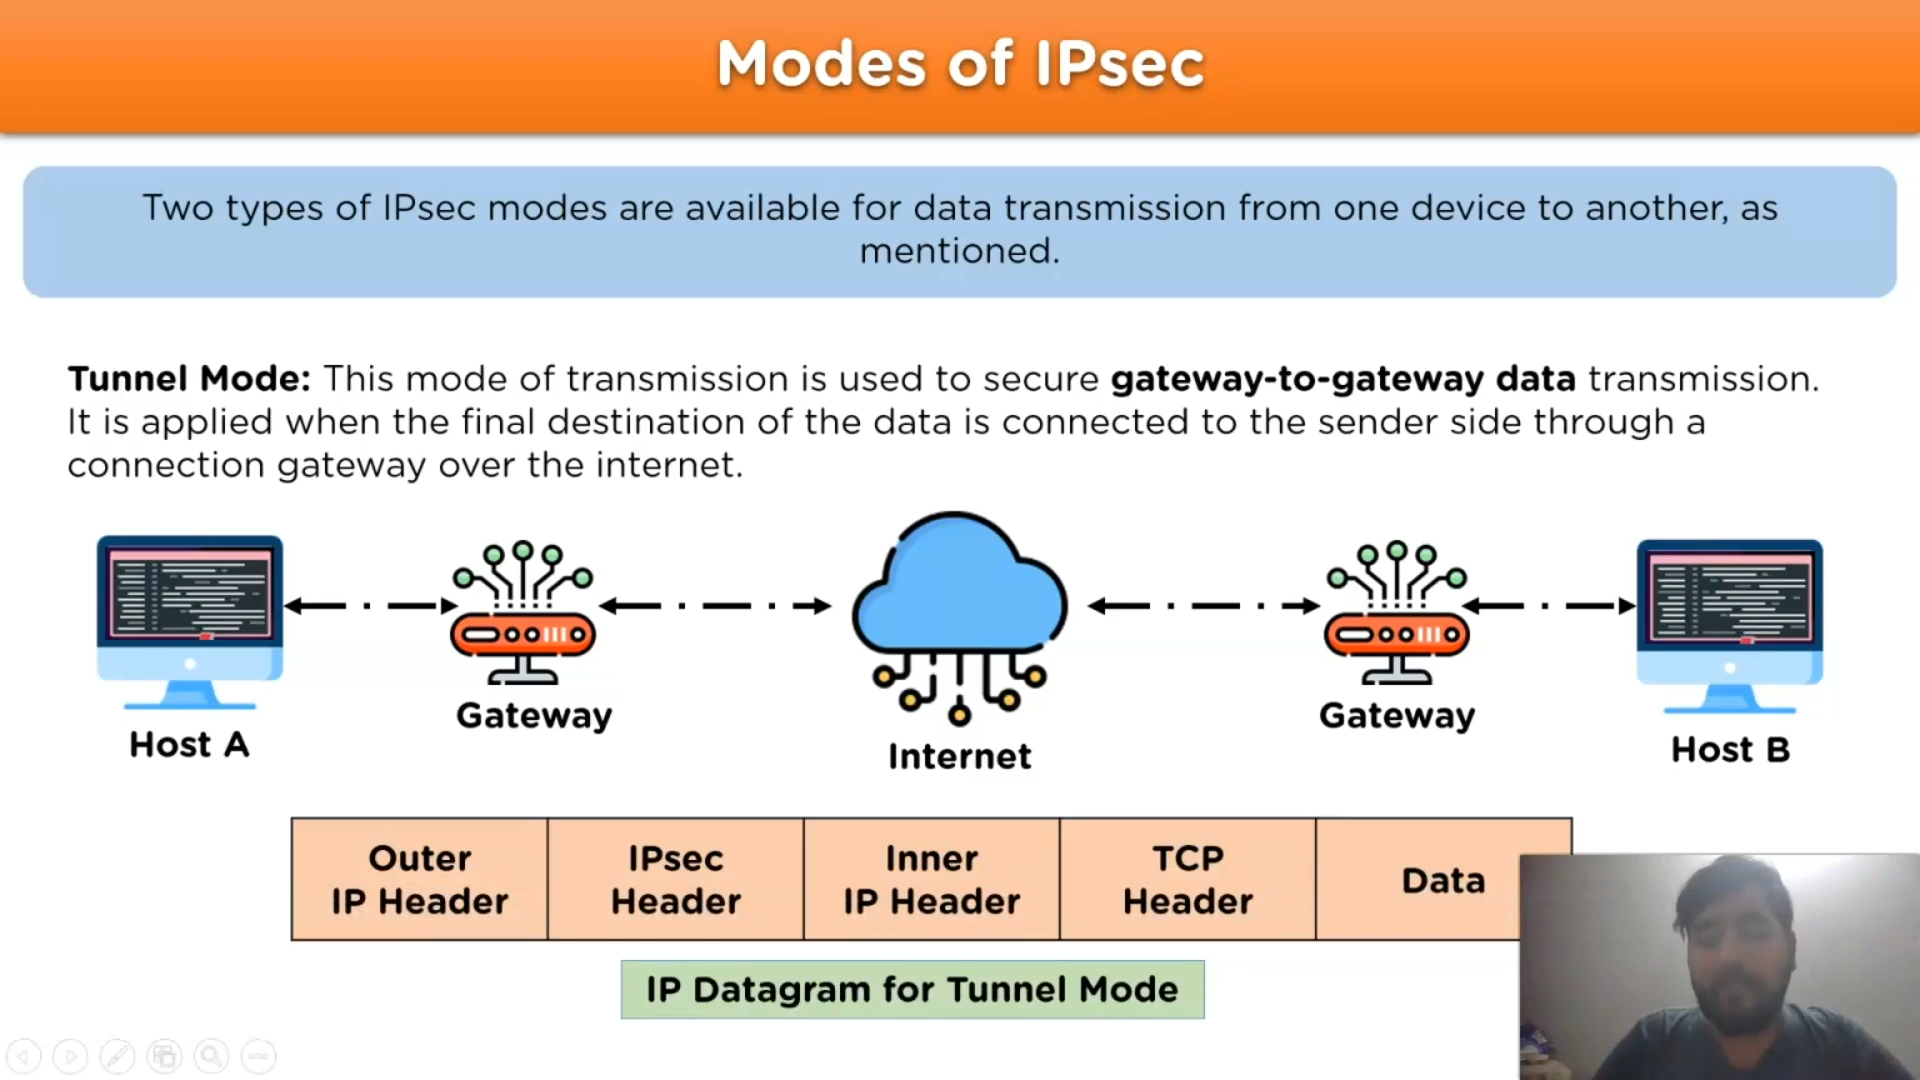 Modes of IPsec
Two types of IPsec modes are available for data transmission from one device to another, as
mentioned.
Tunnel Mode: This mode of transmission is used to secure gateway-to-gateway data transmission.
It is applied when the final destination of the data is connected to the sender side through a
connection gateway over the internet.
Host A
Gateway
Internet
Gateway
Host B
Outer
IP Header
IPsec
Header
Inner
IP Header
TCP
Header
Data
IP Datagram for Tunnel Mode